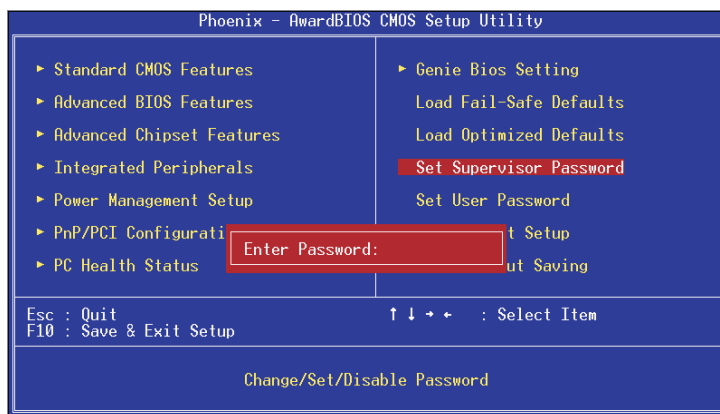 Phoenix - AwardBIOS CMOS Setup Utility
► Standard CMOS Features
► Advanced BIOS Features
► Advanced Chipset Features
► Integrated Peripherals
► Power Management Setup
► PnP/PCI Configurati
► PC Health Status
► Genie Bios Setting
Load Fail-Safe Defaults
Load Optimized Defaults
Set Supervisor Password
Set User Password
t Setup
ut Saving
Enter Password:
Esc : Quit
F10 : Save & Exit Setup
↑ ↓ → ← : Select Item
Change/Set/Disable Password